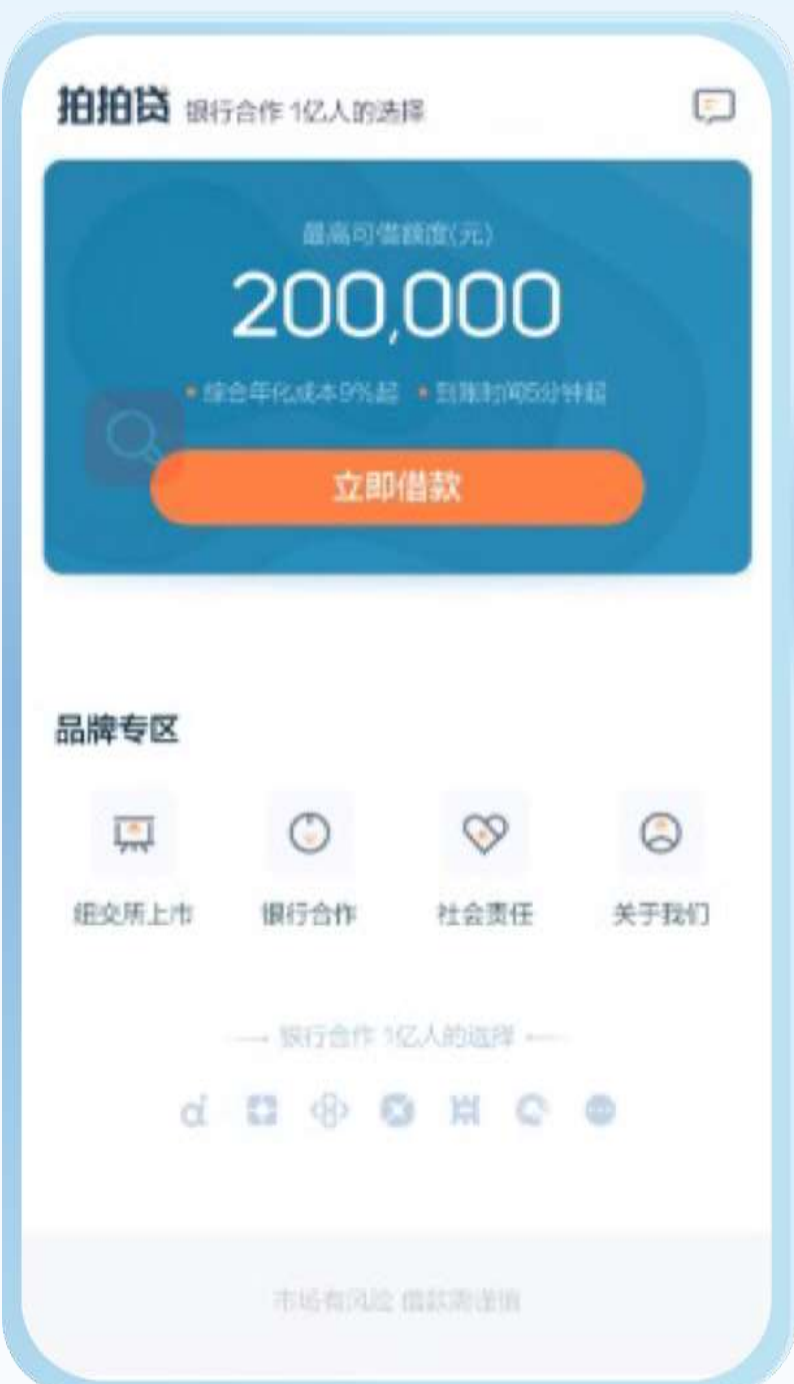 拍拍贷 银行合作 1亿人的选择
最高可借额度(元)
200,000
综合年化成本9%起 到账时间5分钟起
立即借款
品牌专区
纽交所上市 银行合作 社会责任 关于我们
银行合作 1亿人的选择
市场有风险 借款需谨慎